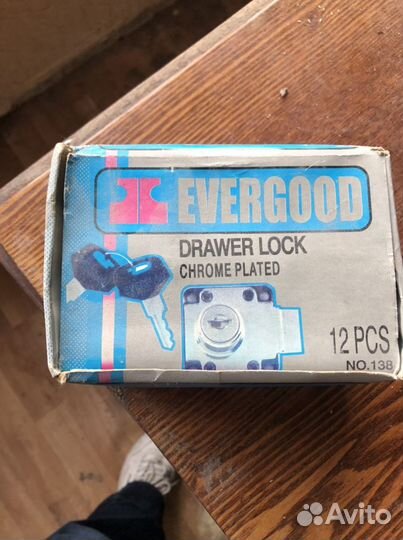 EVERGOOD
DRAWER LOCK
CHROME PLATED
12 PCS
NO.138
Avito